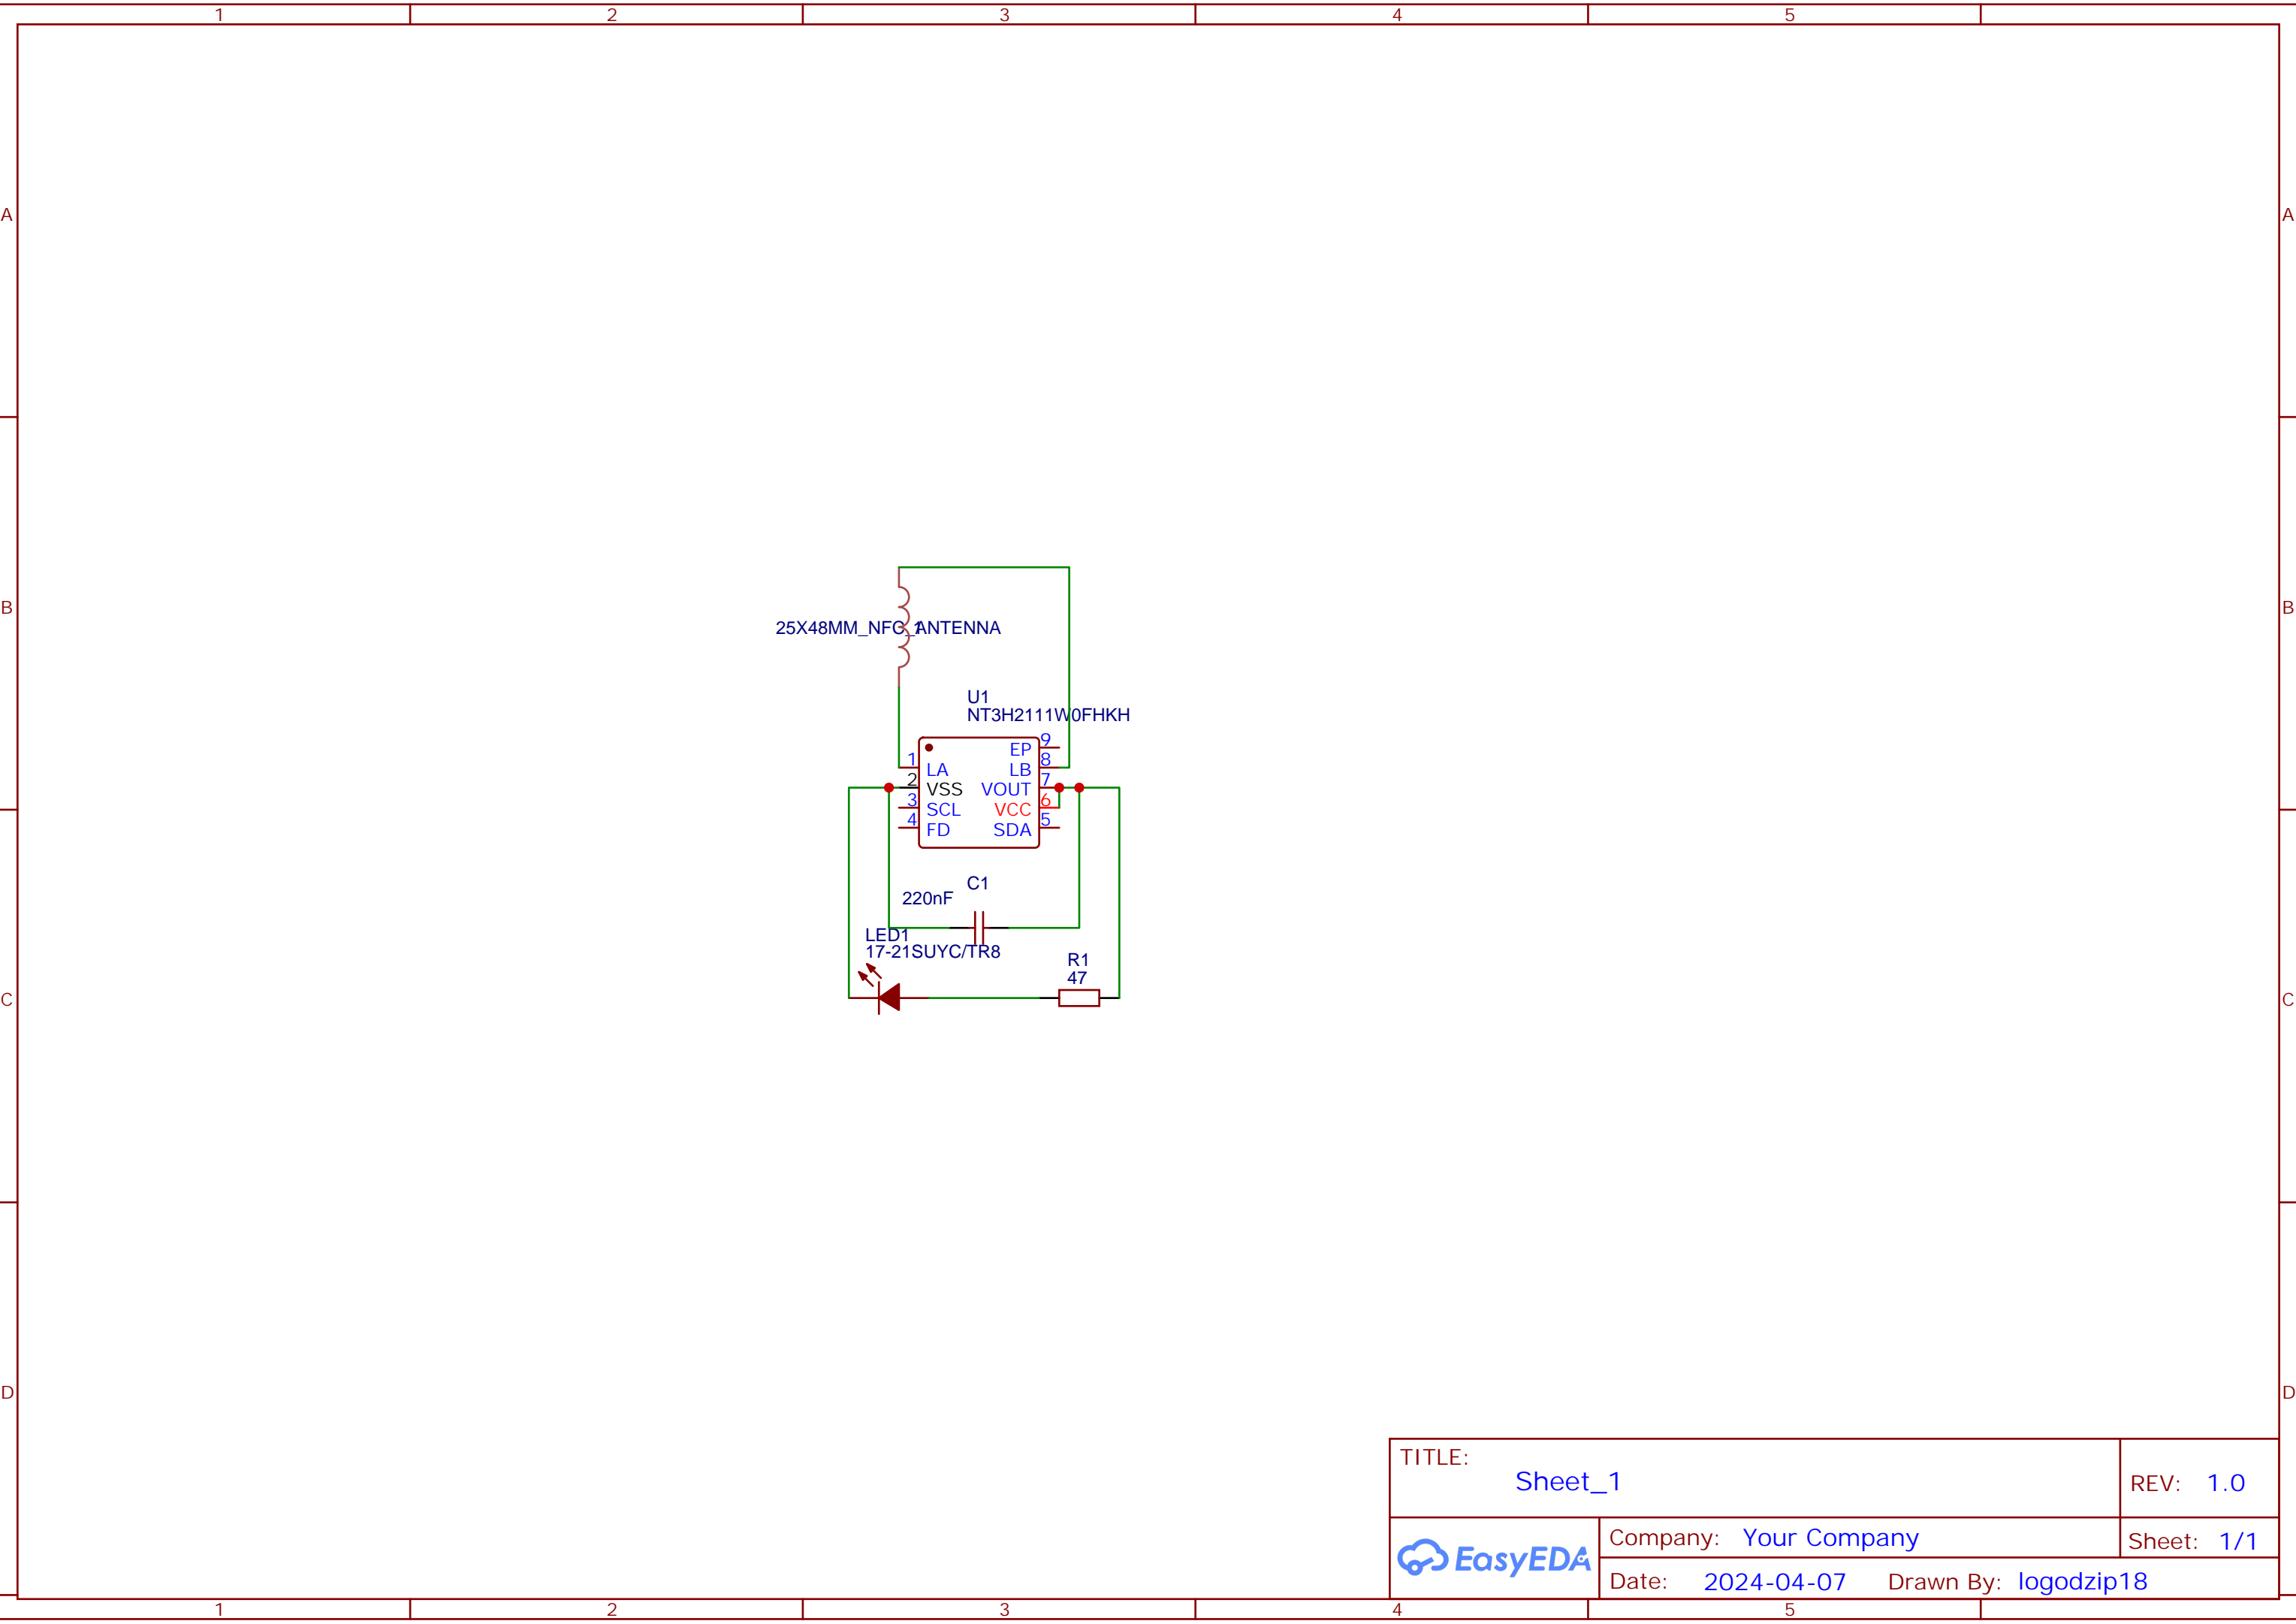 1 2 3 4 5
A A
B B
25X48MM_NFC_ANTENNA
U1
NT3H2111W0FHKH
EP 9
1 8
LA LB
2 7
VSS VOUT
3 6
SCL VCC
4 5
FD SDA
C1
220nF
LED1
17-21SUYC/TR8
R1
47
C C
D D
TITLE:
Sheet_1
REV: 1.0
EasyEDA
Company: Your Company
Sheet: 1/1
Date: 2024-04-07 Drawn By: logodzip18
1 2 3 4 5